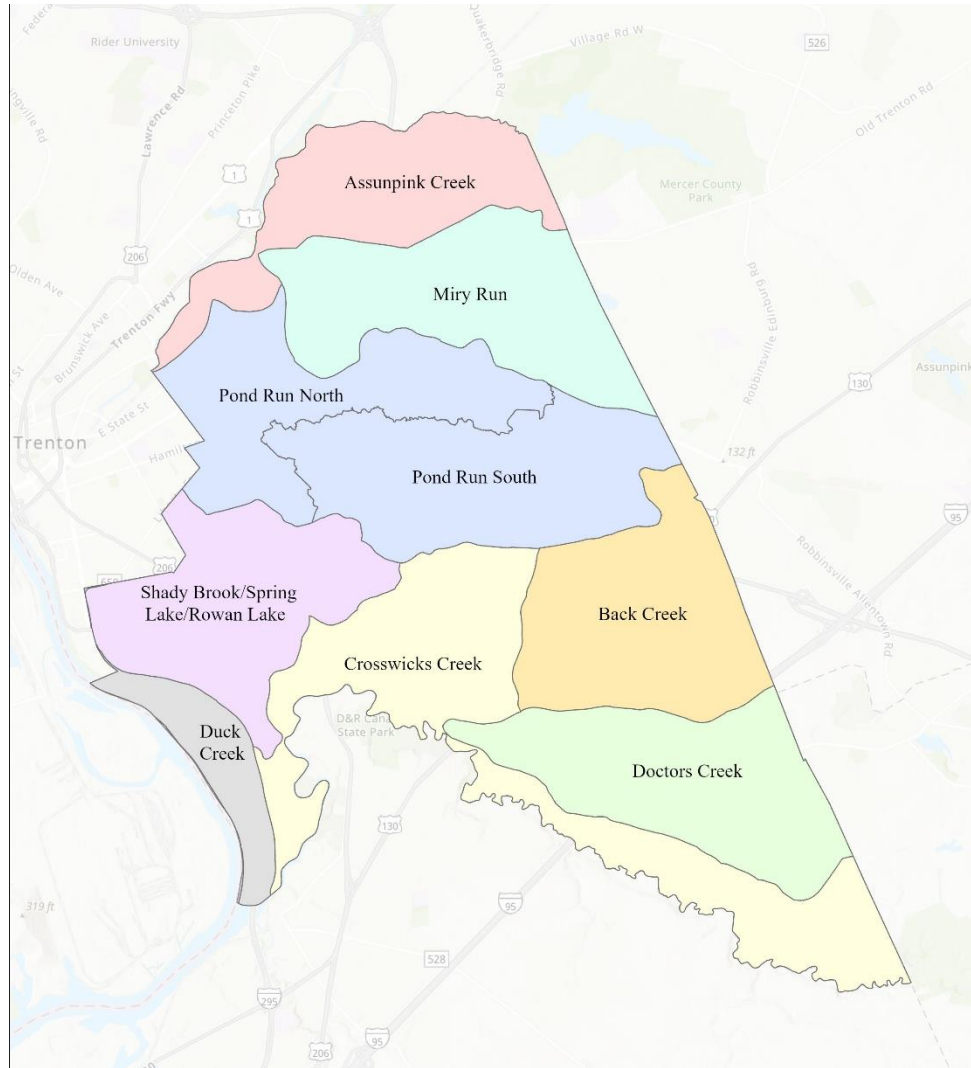 Federal
Rider University
Lawrence Rd
Princeton Pike
Quakerbridge Rd
Village Rd W
526
Old Trenton Rd
1
Assunpink Creek
Mercer County
Park
206
1
Olden Ave
Miry Run
Trenton Fwy
Brunswick Ave
Robbinsville Edinburg Rd
130
Assunpink
Pond Run North
E State St
Trenton
132 ft
Pond Run South
95
206
Shady Brook/Spring
Lake/Rowan Lake
Robbinsville Allentown Rd
Back Creek
Crosswicks Creek
Duck
Creek
D&R Canal
State Park
Doctors Creek
130
95
319 ft
528
295
206
95